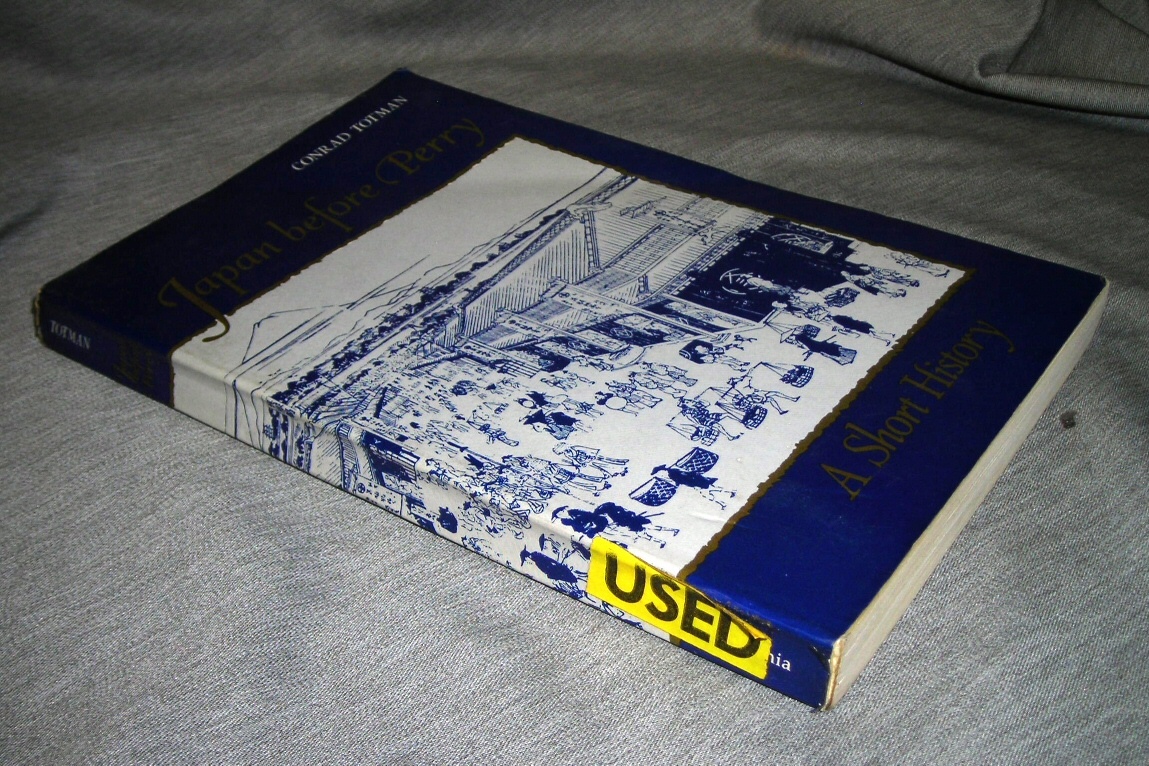 CONRAD TOTMAN
Japan before Perry
A Short History
TOTMAN
USED
nia